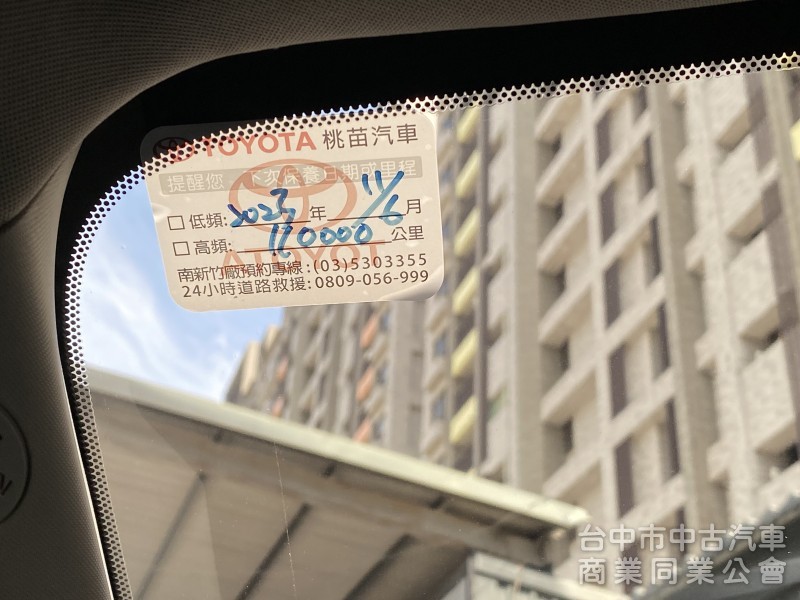 TOYOTA 桃苗汽車
提醒您 下次保養日期或里程
□ 低頻: 2023 年 11/6 月
□ 高頻: 110000 公里
南新竹廠預約專線:(03)5303355
24小時道路救援:0809-056-999
台中市中古汽車
商業同業公會